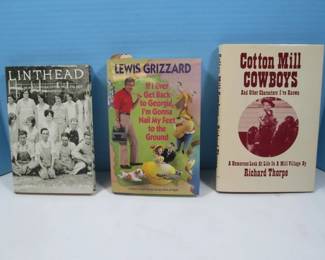 LINTHEAD
LEWIS GRIZZARD
If I Ever
Get Back to
Georgia,
I'm Gonna
Nail My Feet
to the
Ground
Cotton Mill
COWBOYS
And Other Characters I've Known
A Humorous Look At Life In A Mill Village By
Richard Thorpe